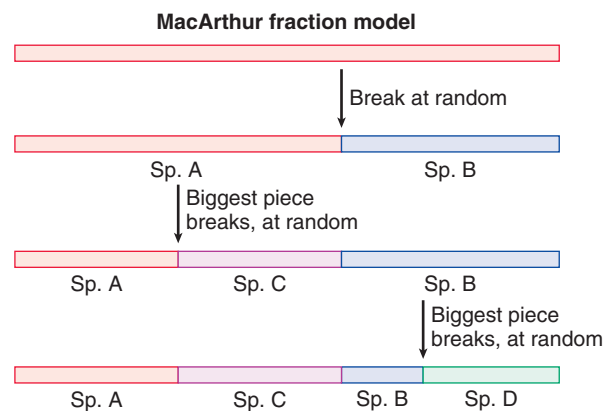 MacArthur fraction model
Break at random
Sp. A Sp. B
Biggest piece
breaks, at random
Sp. A Sp. C Sp. B
Biggest piece
breaks, at random
Sp. A Sp. C Sp. B Sp. D